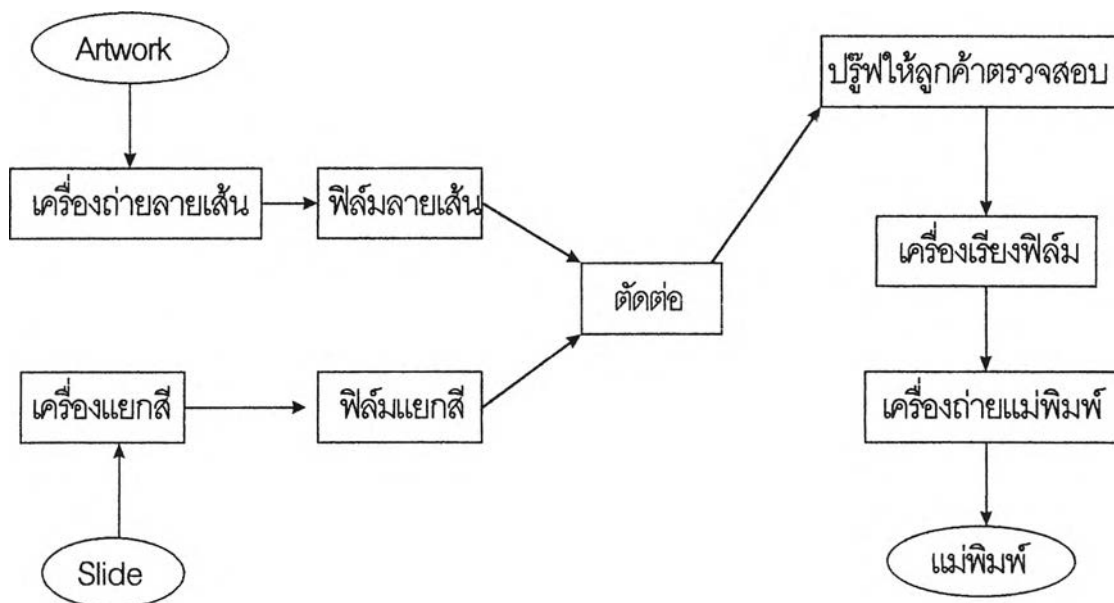 Artwork
เครื่องถ่ายลายเส้น
ฟิล์มลายเส้น
เครื่องแยกสี
ฟิล์มแยกสี
Slide
ตัดต่อ
ปรู๊ฟให้ลูกค้าตรวจสอบ
เครื่องเรียงฟิล์ม
เครื่องถ่ายแม่พิมพ์
แม่พิมพ์